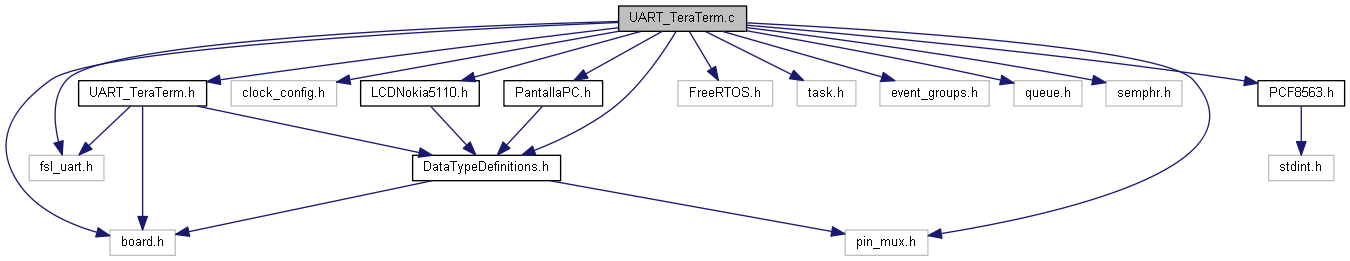 UART_TeraTerm.c
UART_TeraTerm.h
clock_config.h
LCDNokia5110.h
PantallaPC.h
FreeRTOS.h
task.h
event_groups.h
queue.h
semphr.h
PCF8563.h
fsl_uart.h
DataTypeDefinitions.h
stdint.h
board.h
pin_mux.h